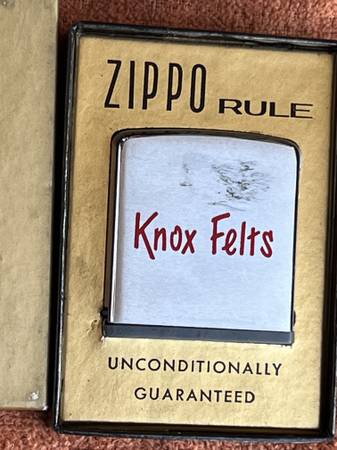 ZIPPO RULE
Knox Felts
UNCONDITIONALLY
GUARANTEED